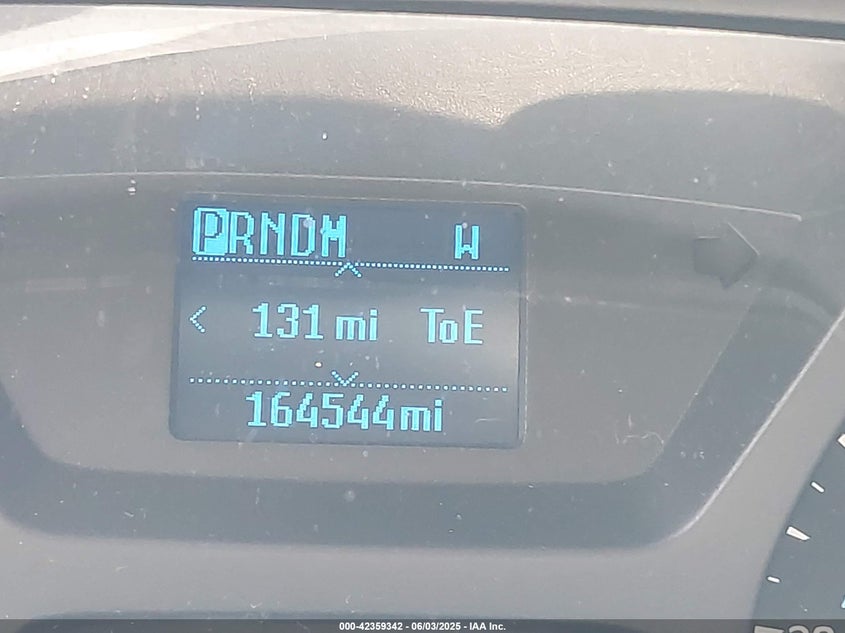 PRNDM W
131 mi ToE
164544mi
000-42359342 - 06/03/2025 - IAA Inc.